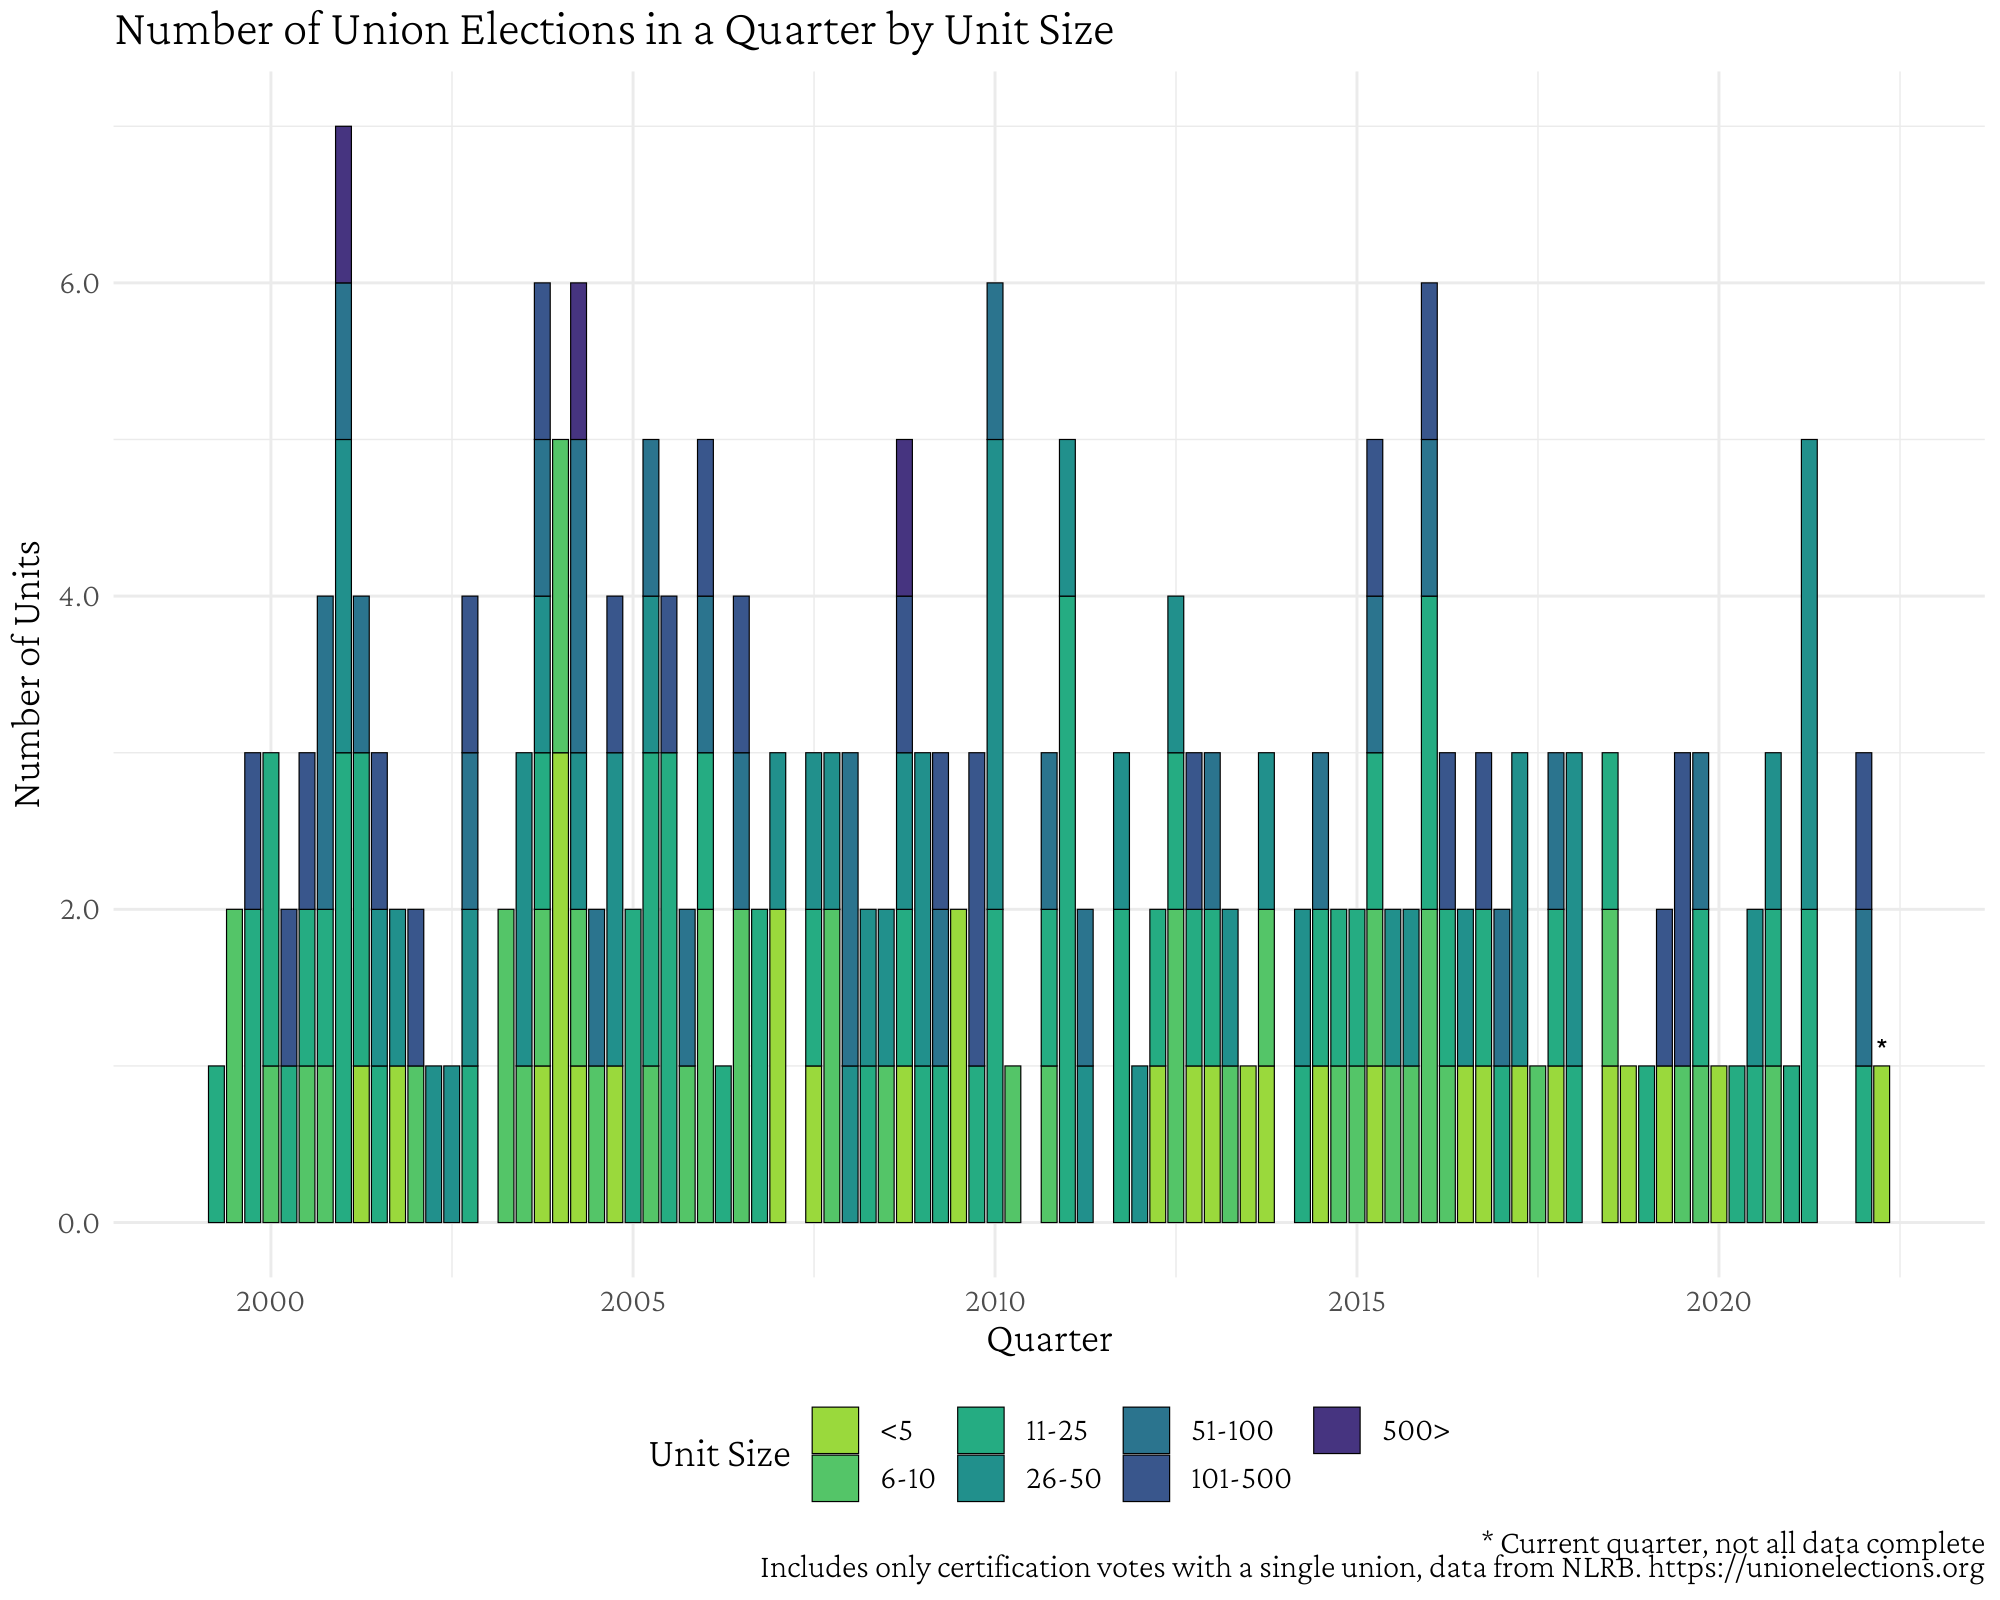 Number of Union Elections in a Quarter by Unit Size
Number of Units
6.0
4.0
2.0
0.0
*
2000 2005 2010 2015 2020
Quarter
Unit Size
<5 11-25 51-100 500>
6-10 26-50 101-500
* Current quarter, not all data complete
Includes only certification votes with a single union, data from NLRB. https://unionelections.org